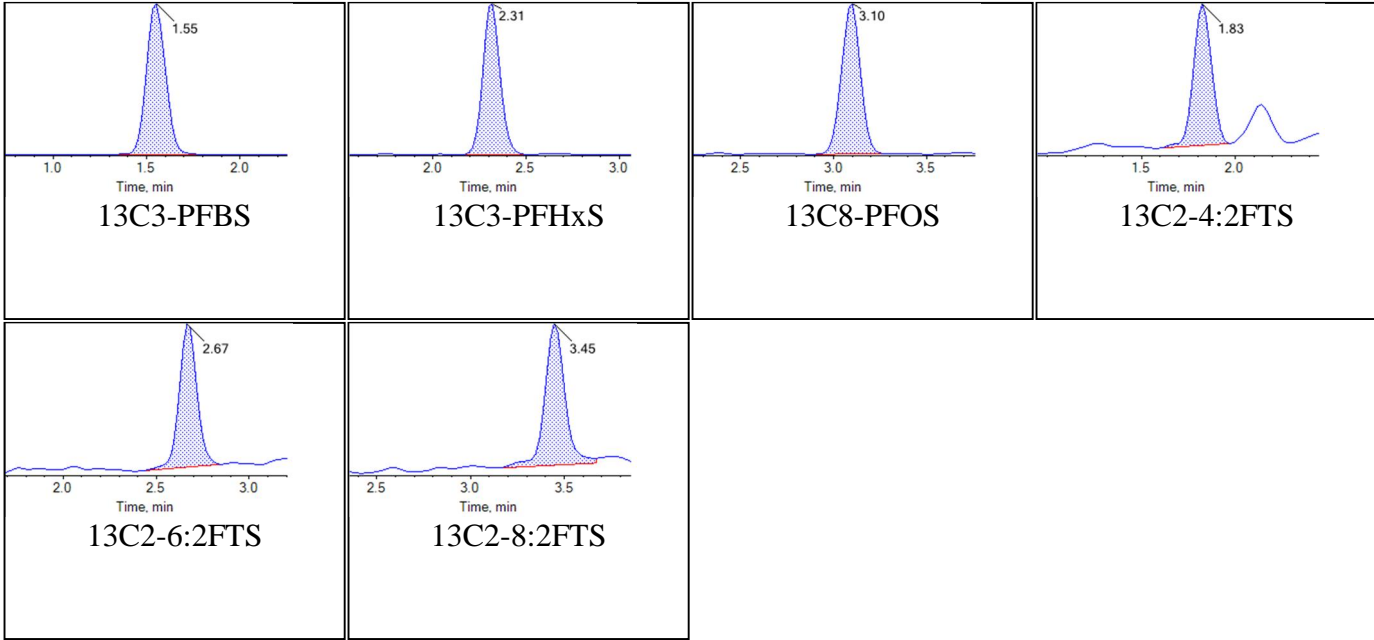 1.55
1.0 1.5 2.0
Time, min
13C3-PFBS
2.31
2.0 2.5 3.0
Time, min
13C3-PFHxS
3.10
2.5 3.0 3.5
Time, min
13C8-PFOS
1.83
1.5 2.0
Time, min
13C2-4:2FTS
2.67
2.0 2.5 3.0
Time, min
13C2-6:2FTS
3.45
2.5 3.0 3.5
Time, min
13C2-8:2FTS